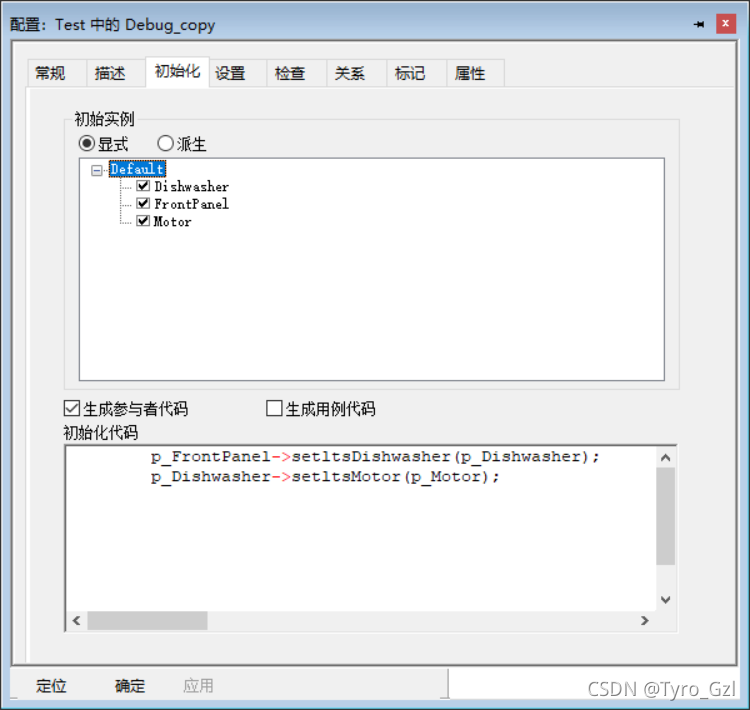 配置: Test 中的 Debug_copy
常规 描述 初始化 设置 检查 关系 标记 属性
初始实例
显式 派生
Default
Dishwasher
FrontPanel
Motor
生成参与者代码 生成用例代码
初始化代码
p_FrontPanel->setltsDishwasher(p_Dishwasher);
p_Dishwasher->setltsMotor(p_Motor);
定位 确定 应用
CSDN @Tyro_Gzl